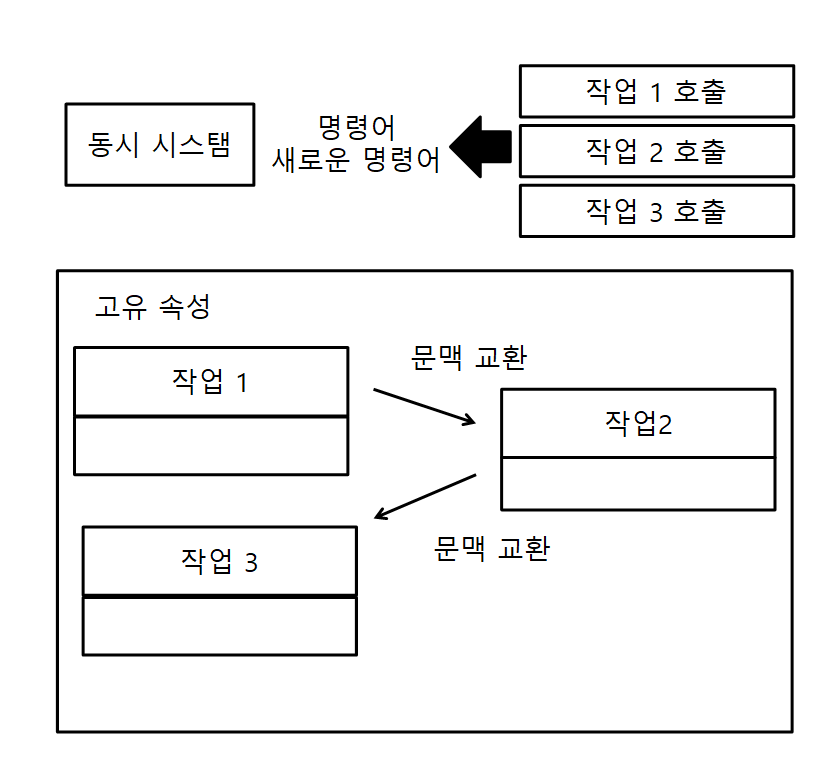 작업 1 호출
동시 시스탬
명령어
새로운 명령어
작업 2 호출
작업 3 호출
고유 속성
작업 1
문맥 교환
작업2
작업 3
문맥 교환